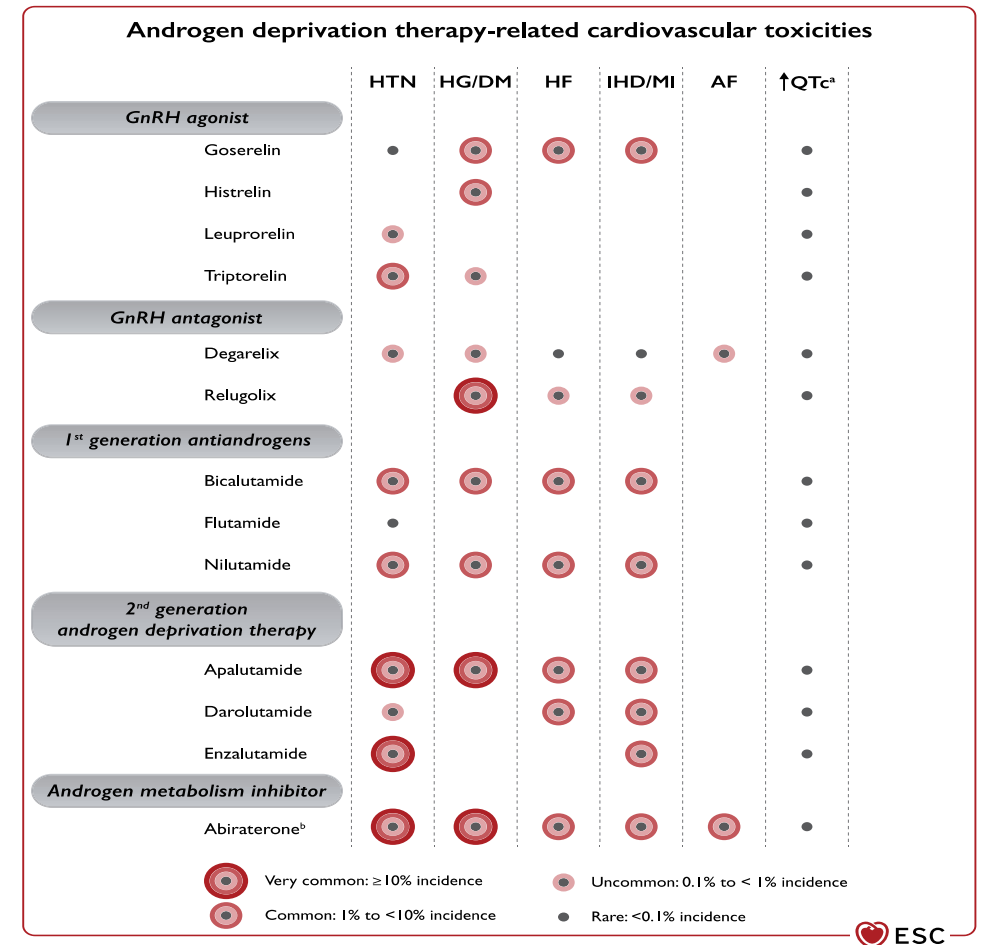 Androgen deprivation therapy-related cardiovascular toxicities
HTN HG/DM HF IHD/MI AF ↑QTcᵃ
GnRH agonist
Goserelin
Histrelin
Leuprorelin
Triptorelin
GnRH antagonist
Degarelix
Relugolix
1ˢᵗ generation antiandrogens
Bicalutamide
Flutamide
Nilutamide
2ⁿᵈ generation
androgen deprivation therapy
Apalutamide
Darolutamide
Enzalutamide
Androgen metabolism inhibitor
Abirateroneᵇ
Very common: ≥10% incidence
Uncommon: 0.1% to < 1% incidence
Common: 1% to <10% incidence
Rare: <0.1% incidence
ESC